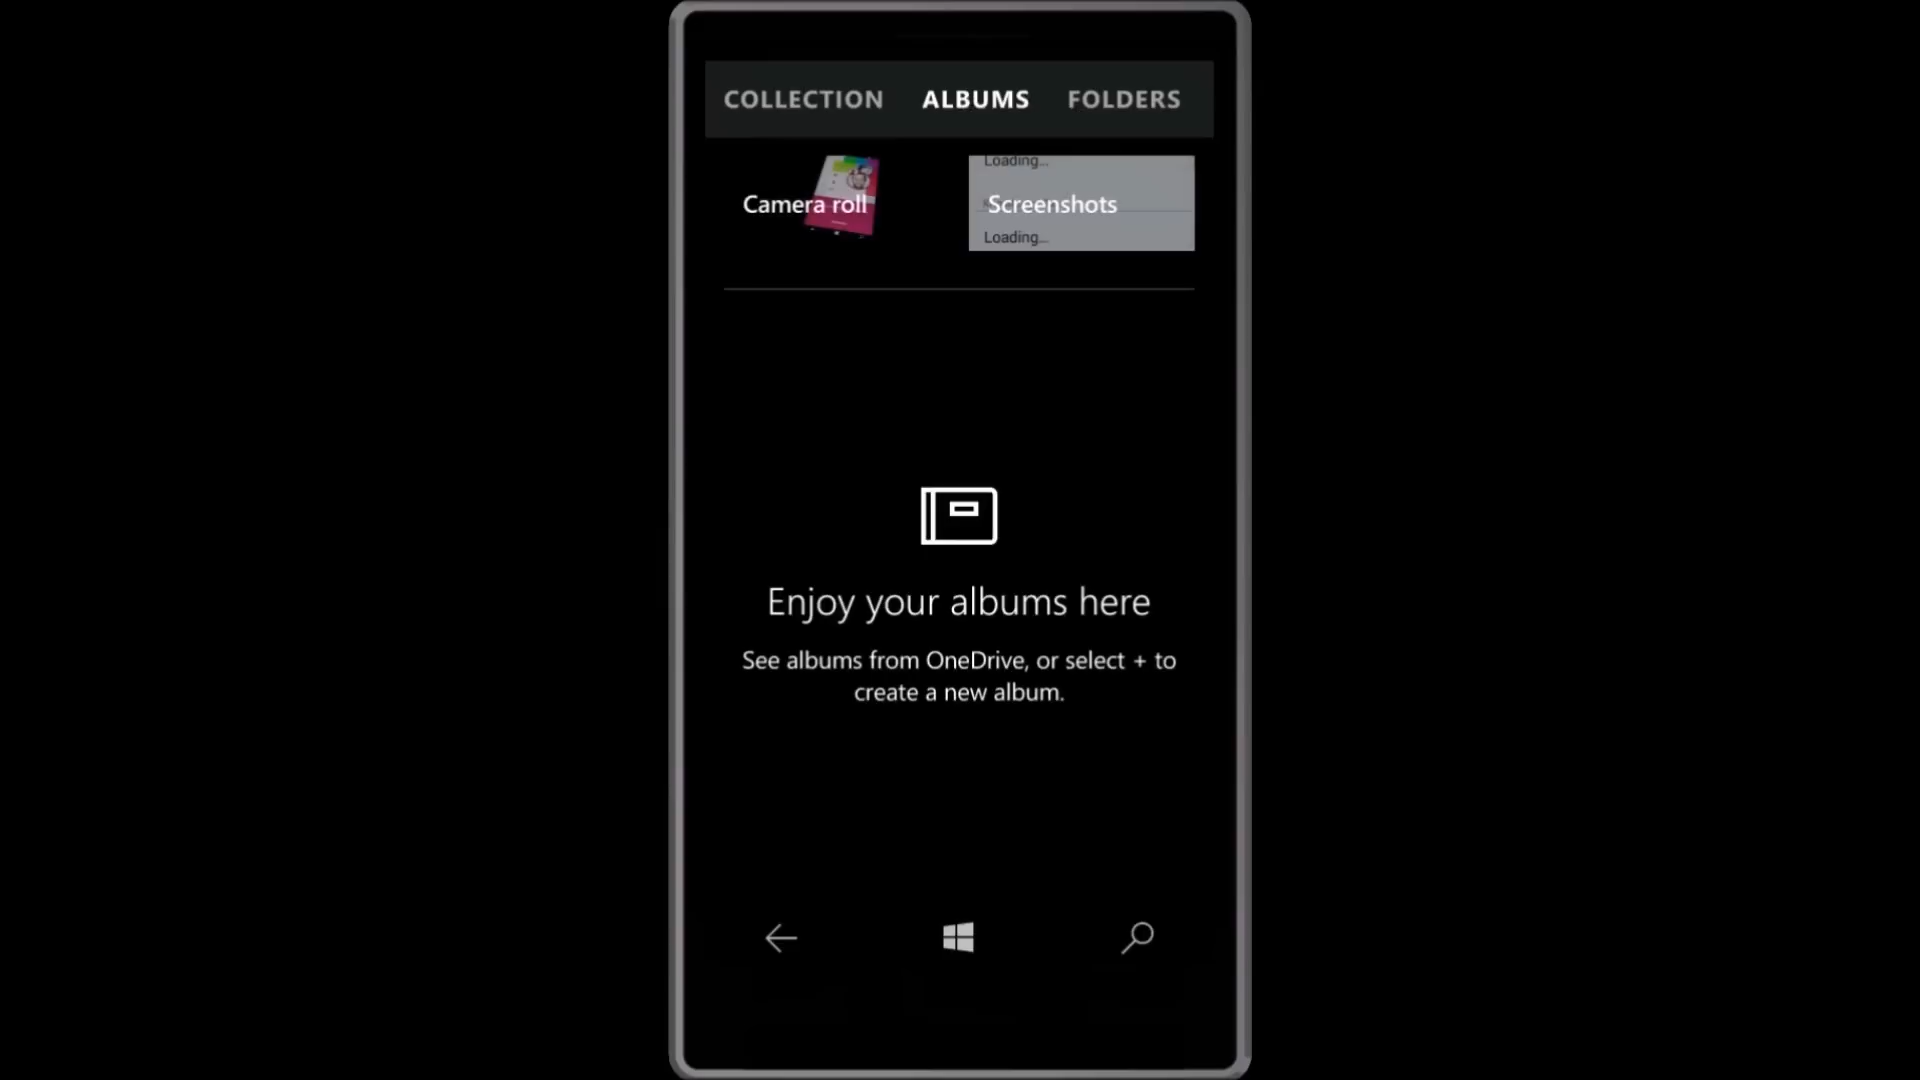 COLLECTION ALBUMS FOLDERS
Loading...
Camera roll Screenshots
Loading...
Enjoy your albums here
See albums from OneDrive, or select + to
create a new album.